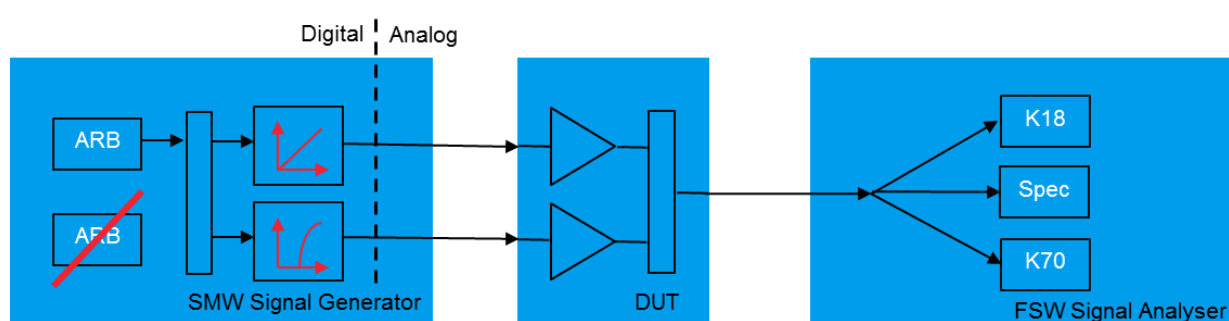 Digital
Analog
ARB
ARB
SMW Signal Generator
DUT
K18
Spec
K70
FSW Signal Analyser